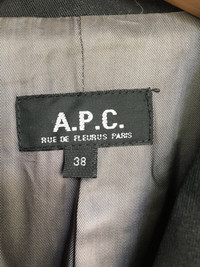 A.P.C.
RUE DE FLEURUS PARIS
38